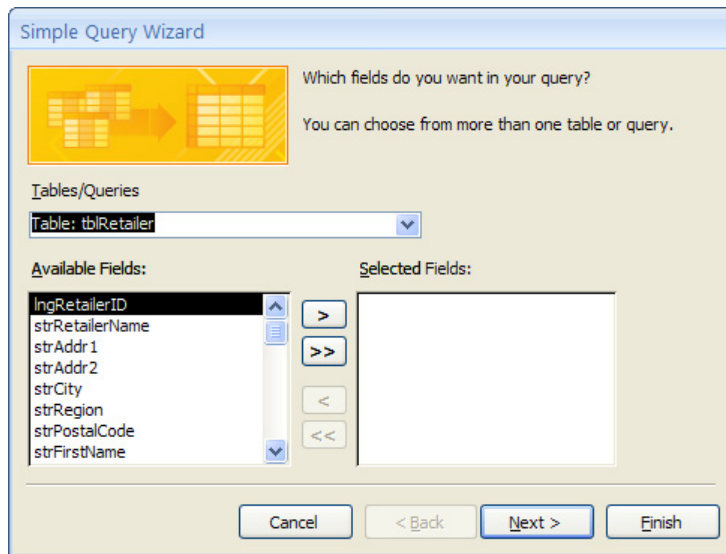 Simple Query Wizard
Which fields do you want in your query?
You can choose from more than one table or query.
Tables/Queries
Table: tblRetailer
Available Fields:
Selected Fields:
lngRetailerID
strRetailerName
strAddr1
strAddr2
strCity
strRegion
strPostalCode
strFirstName
>
>>
<
<<
Cancel
< Back
Next >
Finish